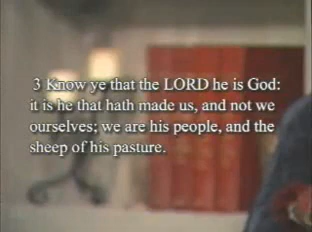 3 Know ye that the LORD he is God:
it is he that hath made us, and not we
ourselves; we are his people, and the
sheep of his pasture.